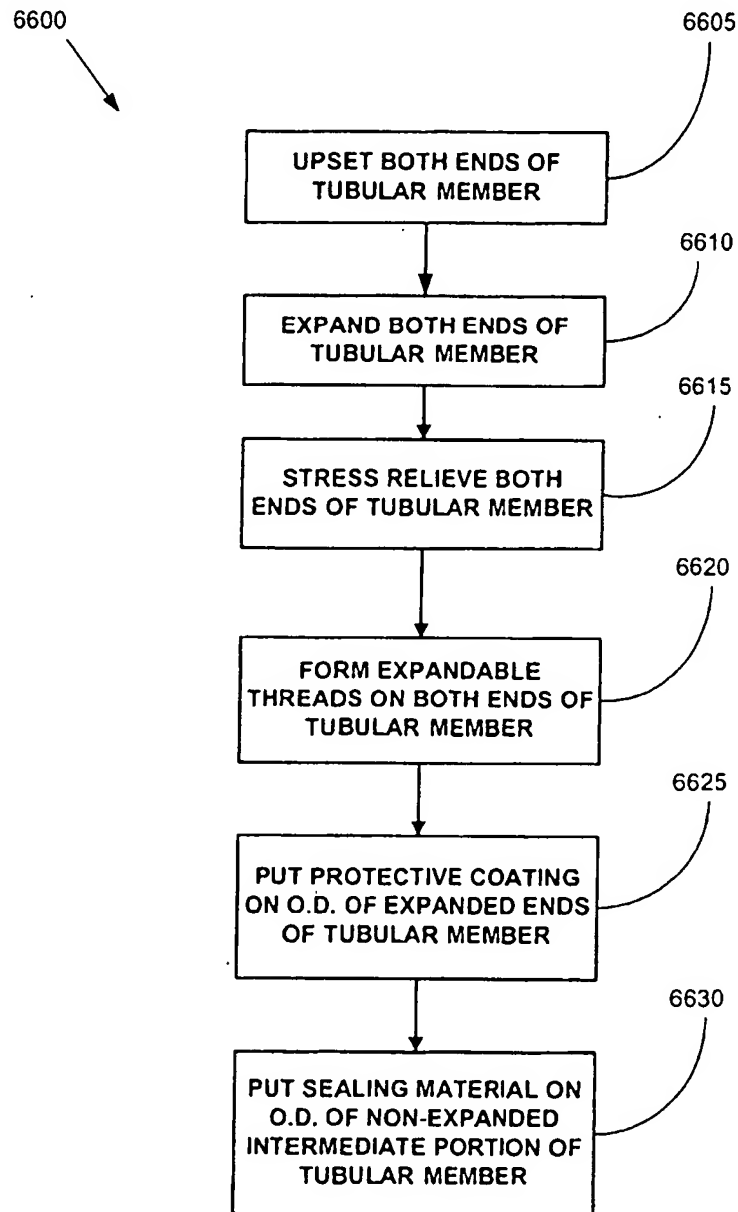 6600
6605
UPSET BOTH ENDS OF
TUBULAR MEMBER
6610
EXPAND BOTH ENDS OF
TUBULAR MEMBER
6615
STRESS RELIEVE BOTH
ENDS OF TUBULAR MEMBER
6620
FORM EXPANDABLE
THREADS ON BOTH ENDS OF
TUBULAR MEMBER
6625
PUT PROTECTIVE COATING
ON O.D. OF EXPANDED ENDS
OF TUBULAR MEMBER
6630
PUT SEALING MATERIAL ON
O.D. OF NON-EXPANDED
INTERMEDIATE PORTION OF
TUBULAR MEMBER